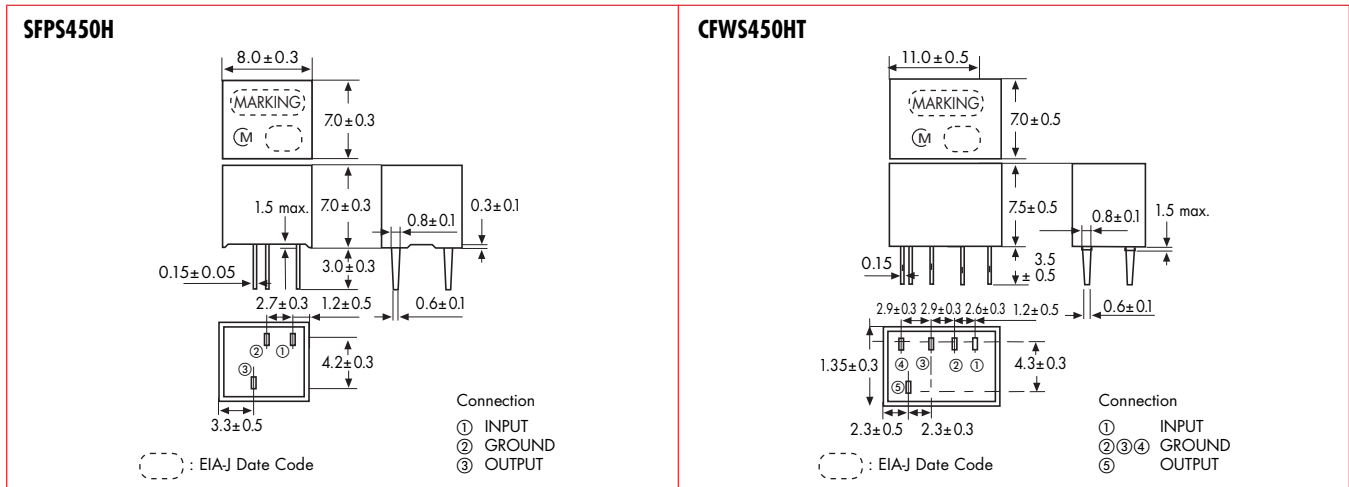 SFPS450H
8.0±0.3
MARKING
M
7.0±0.3
1.5 max.
7.0±0.3
0.8±0.1
0.3±0.1
0.15±0.05
3.0±0.3
2.7±0.3
1.2±0.5
0.6±0.1
②
①
③
4.2±0.3
3.3±0.5
Connection
① INPUT
② GROUND
③ OUTPUT
: EIA-J Date Code
CFWS450HT
11.0±0.5
MARKING
M
7.0±0.5
7.5±0.5
0.8±0.1
1.5 max.
0.15
3.5
±0.5
2.9±0.3
2.9±0.3
2.6±0.3
1.2±0.5
0.6±0.1
1.35±0.3
④
③
②
①
⑤
4.3±0.3
2.3±0.5
2.3±0.3
Connection
① INPUT
②③④ GROUND
⑤ OUTPUT
: EIA-J Date Code